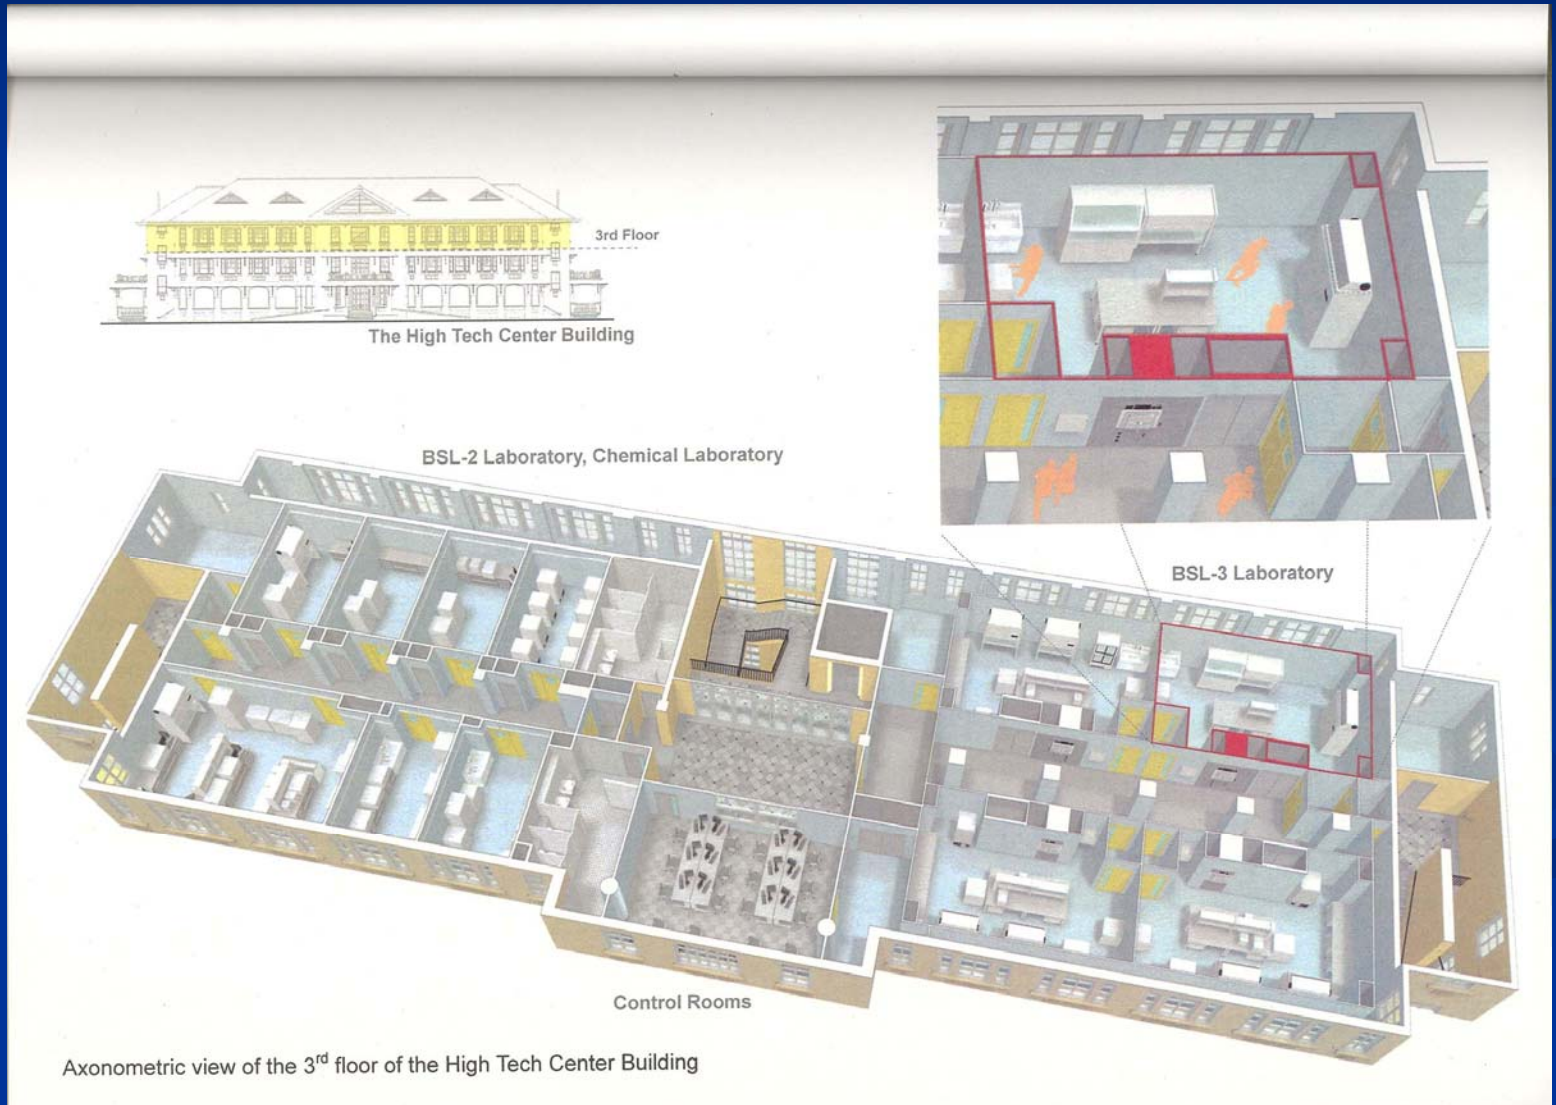 3rd Floor
The High Tech Center Building
BSL-2 Laboratory, Chemical Laboratory
BSL-3 Laboratory
Control Rooms
Axonometric view of the 3rd floor of the High Tech Center Building